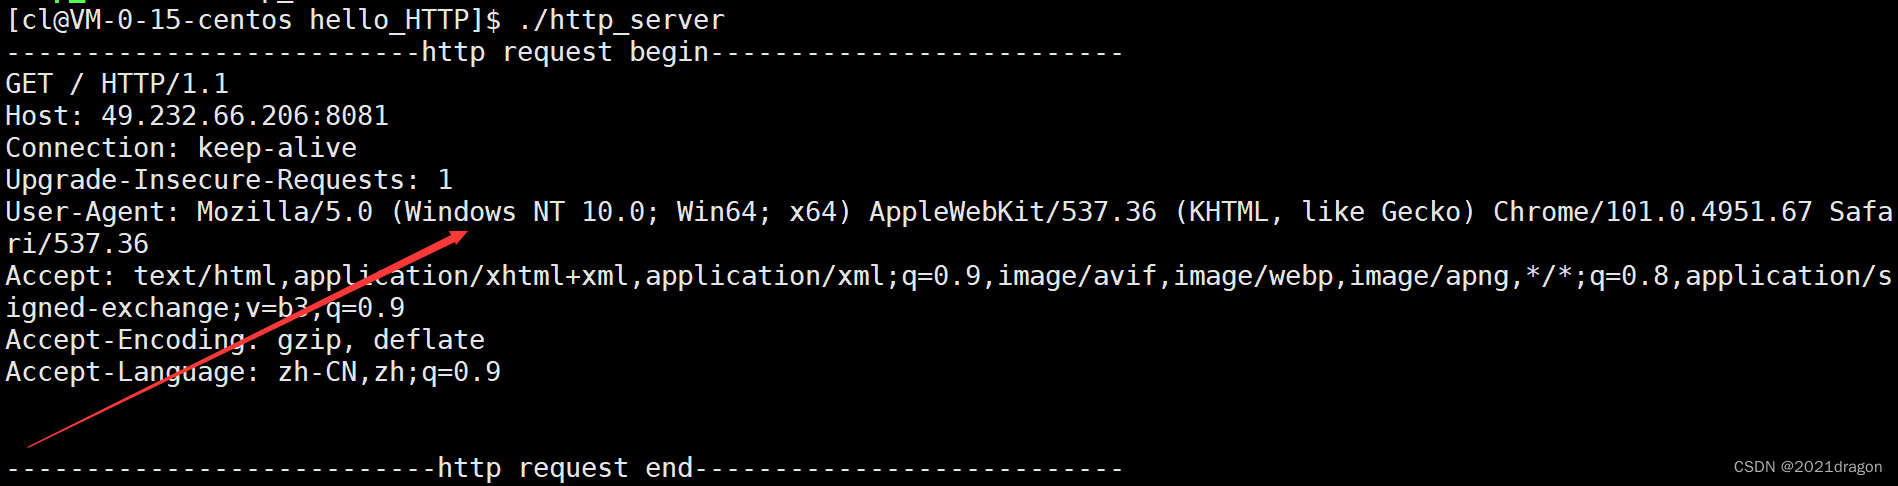 [cl@VM-0-15-centos hello_HTTP]$ ./http_server
--------------------------http request begin--------------------------
GET / HTTP/1.1
Host: 49.232.66.206:8081
Connection: keep-alive
Upgrade-Insecure-Requests: 1
User-Agent: Mozilla/5.0 (Windows NT 10.0; Win64; x64) AppleWebKit/537.36 (KHTML, like Gecko) Chrome/101.0.4951.67 Safa
ri/537.36
Accept: text/html,application/xhtml+xml,application/xml;q=0.9,image/avif,image/webp,image/apng,*/*;q=0.8,application/s
igned-exchange;v=b3;q=0.9
Accept-Encoding: gzip, deflate
Accept-Language: zh-CN,zh;q=0.9
---------------------------http request end---------------------------
CSDN @2021dragon